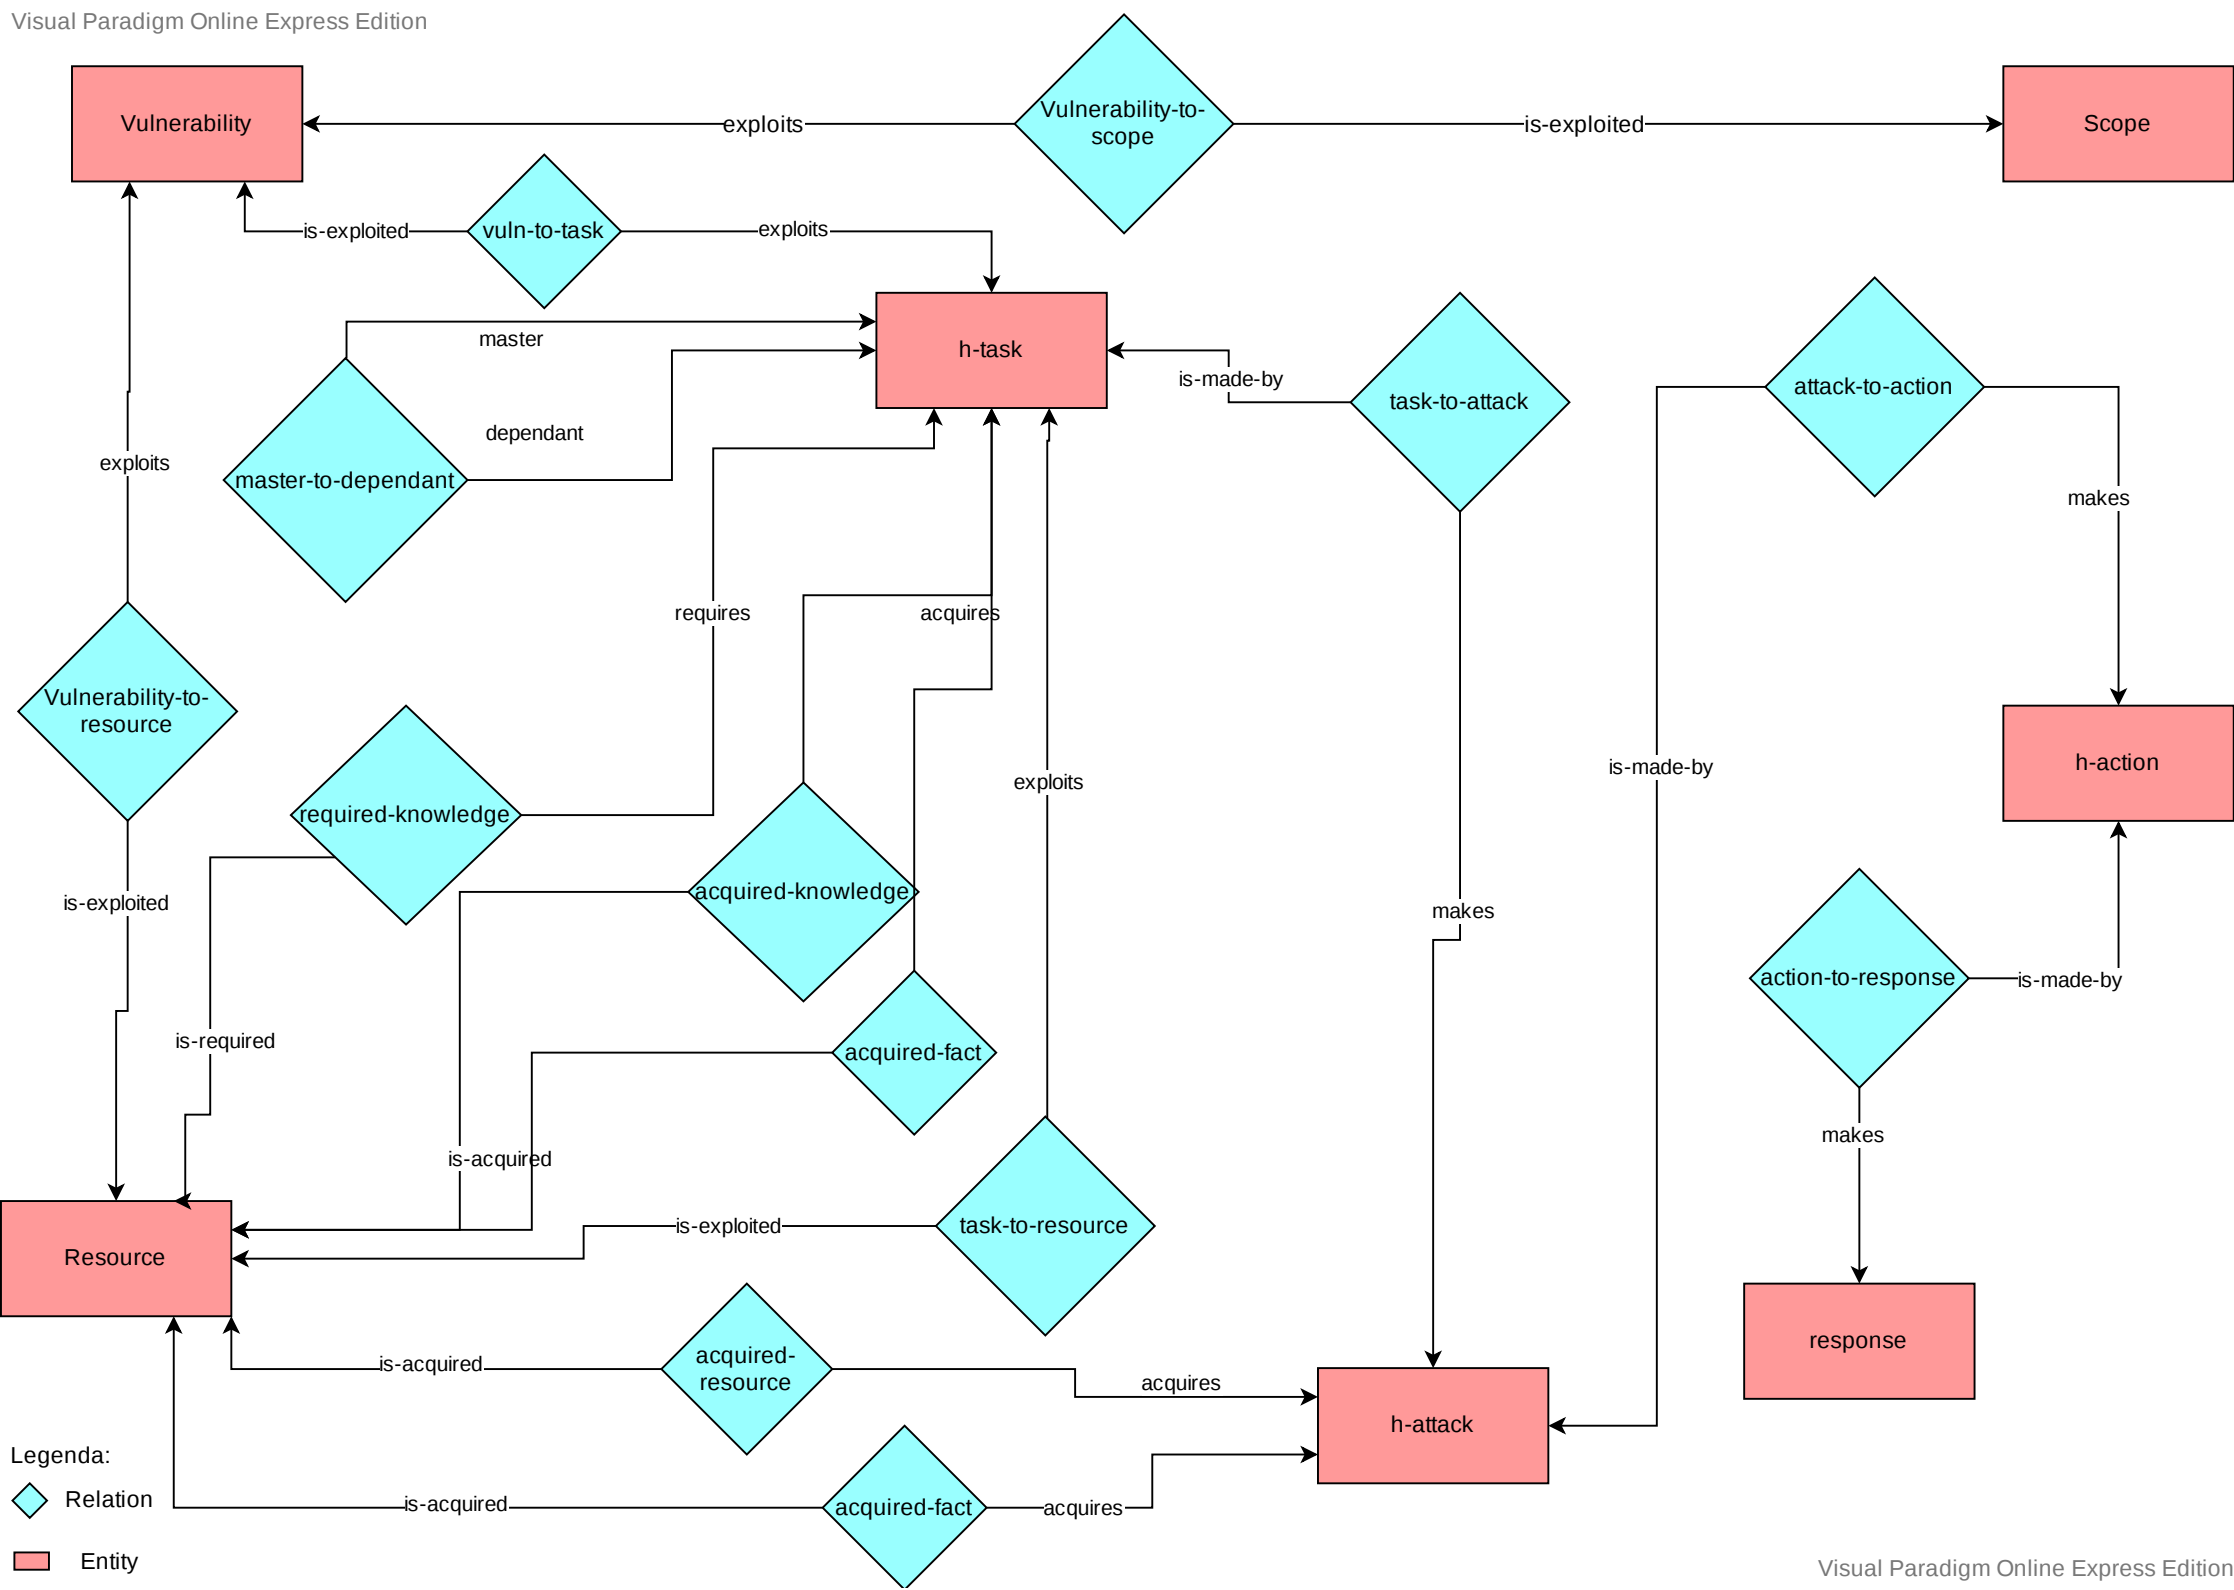 Visual Paradigm Online Express Edition
Vulnerability
exploits
Vulnerability-to-
scope
is-exploited
Scope
is-exploited
vuln-to-task
exploits
master
h-task
is-made-by
task-to-attack
attack-to-action
dependant
exploits
master-to-dependant
makes
requires
acquires
Vulnerability-to-
resource
exploits
is-made-by
h-action
required-knowledge
acquired-knowledge
is-exploited
makes
action-to-response
is-made-by
is-required
acquired-fact
makes
is-acquired
is-exploited
task-to-resource
Resource
response
is-acquired
acquired-
resource
acquires
h-attack
Legenda:
Relation
is-acquired
acquired-fact
acquires
Entity
Visual Paradigm Online Express Edition